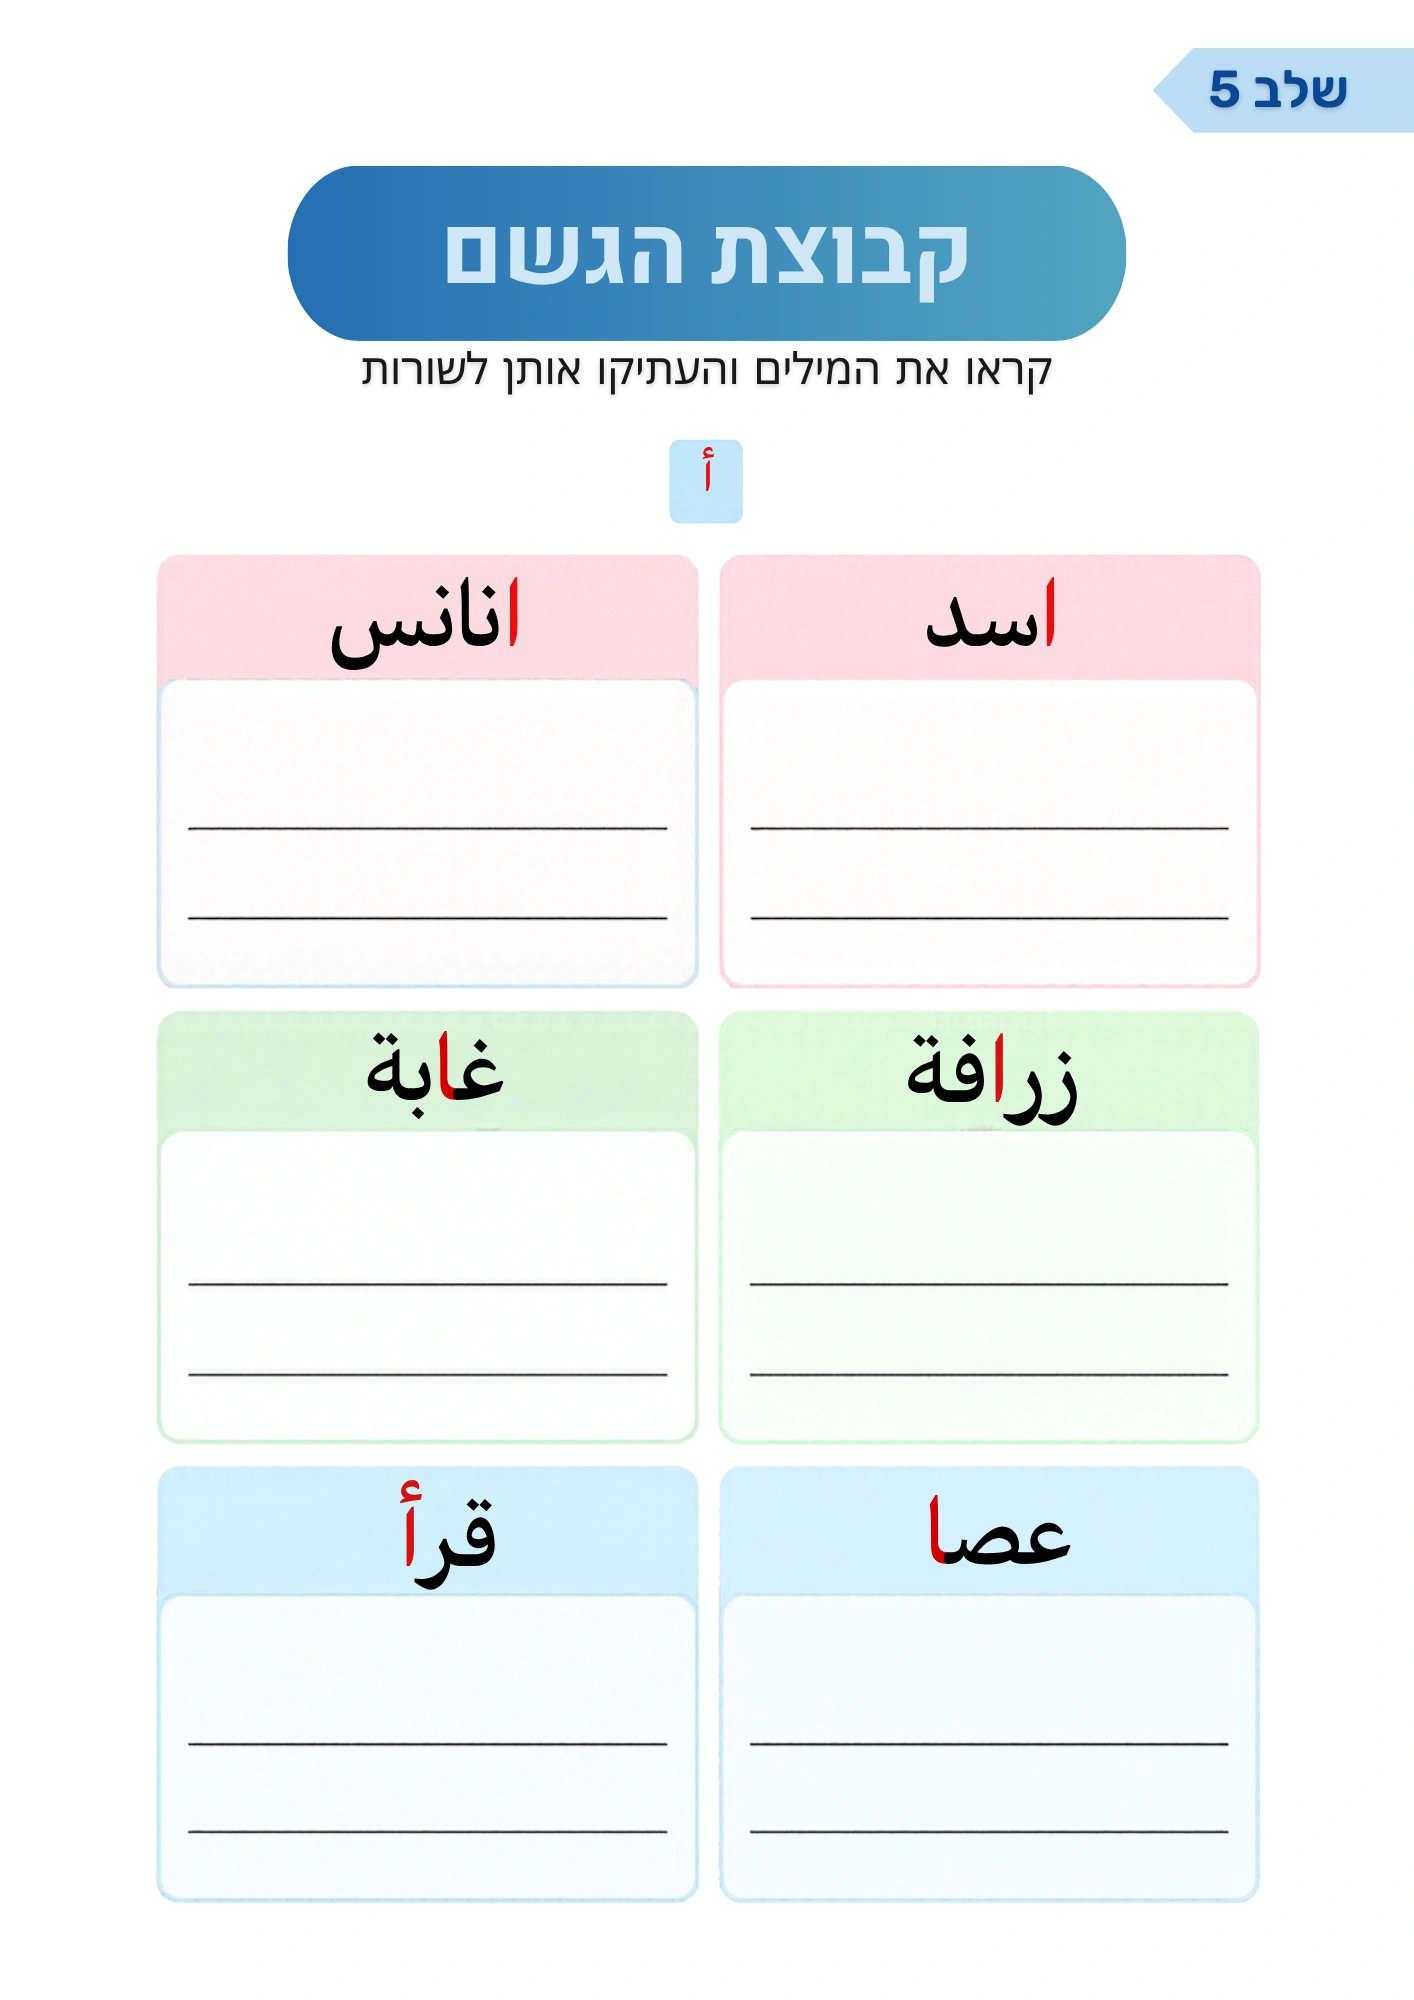 שלב 5
קבוצת הגשם
קראו את המילים והעתיקו אותן לשורות
أ
اسد
انانس
زرافة
غابة
عصا
قرأ